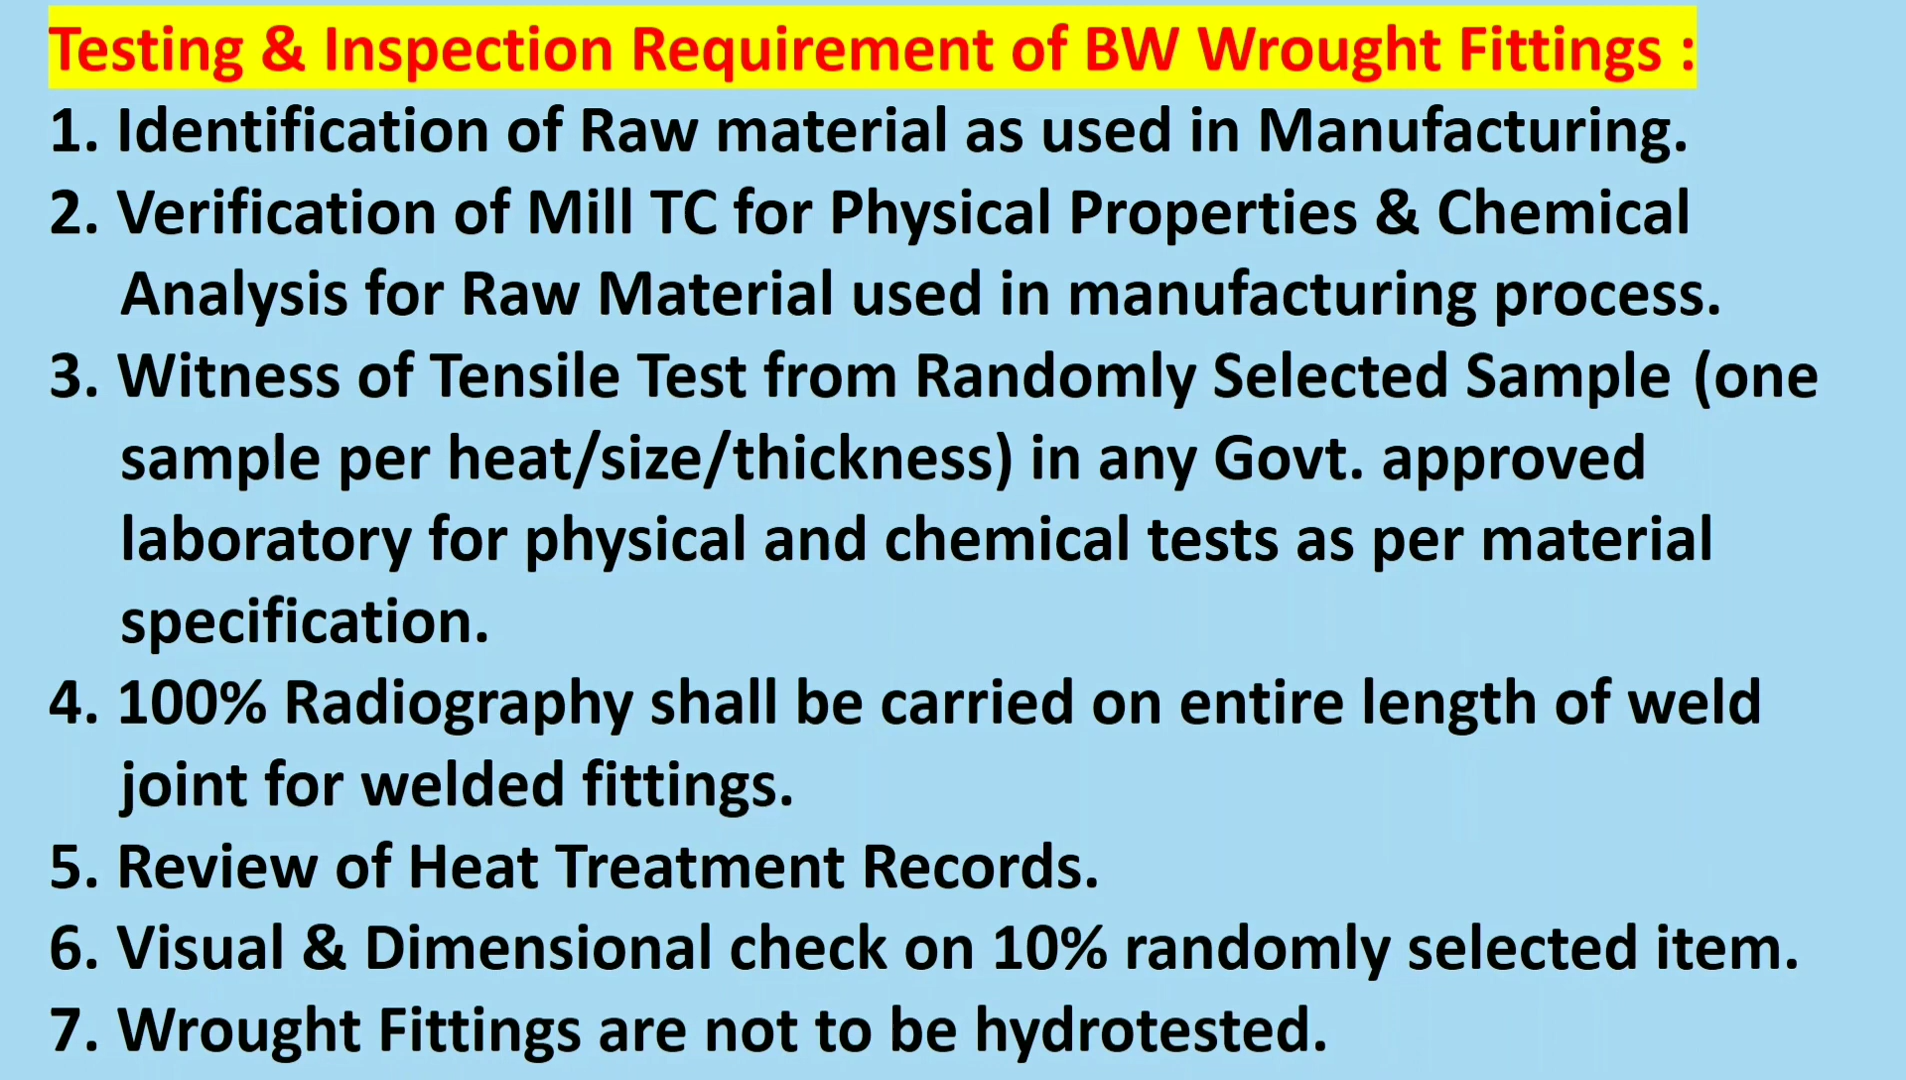 Testing & Inspection Requirement of BW Wrought Fittings :
1. Identification of Raw material as used in Manufacturing.
2. Verification of Mill TC for Physical Properties & Chemical
Analysis for Raw Material used in manufacturing process.
3. Witness of Tensile Test from Randomly Selected Sample (one
sample per heat/size/thickness) in any Govt. approved
laboratory for physical and chemical tests as per material
specification.
4. 100% Radiography shall be carried on entire length of weld
joint for welded fittings.
5. Review of Heat Treatment Records.
6. Visual & Dimensional check on 10% randomly selected item.
7. Wrought Fittings are not to be hydrotested.